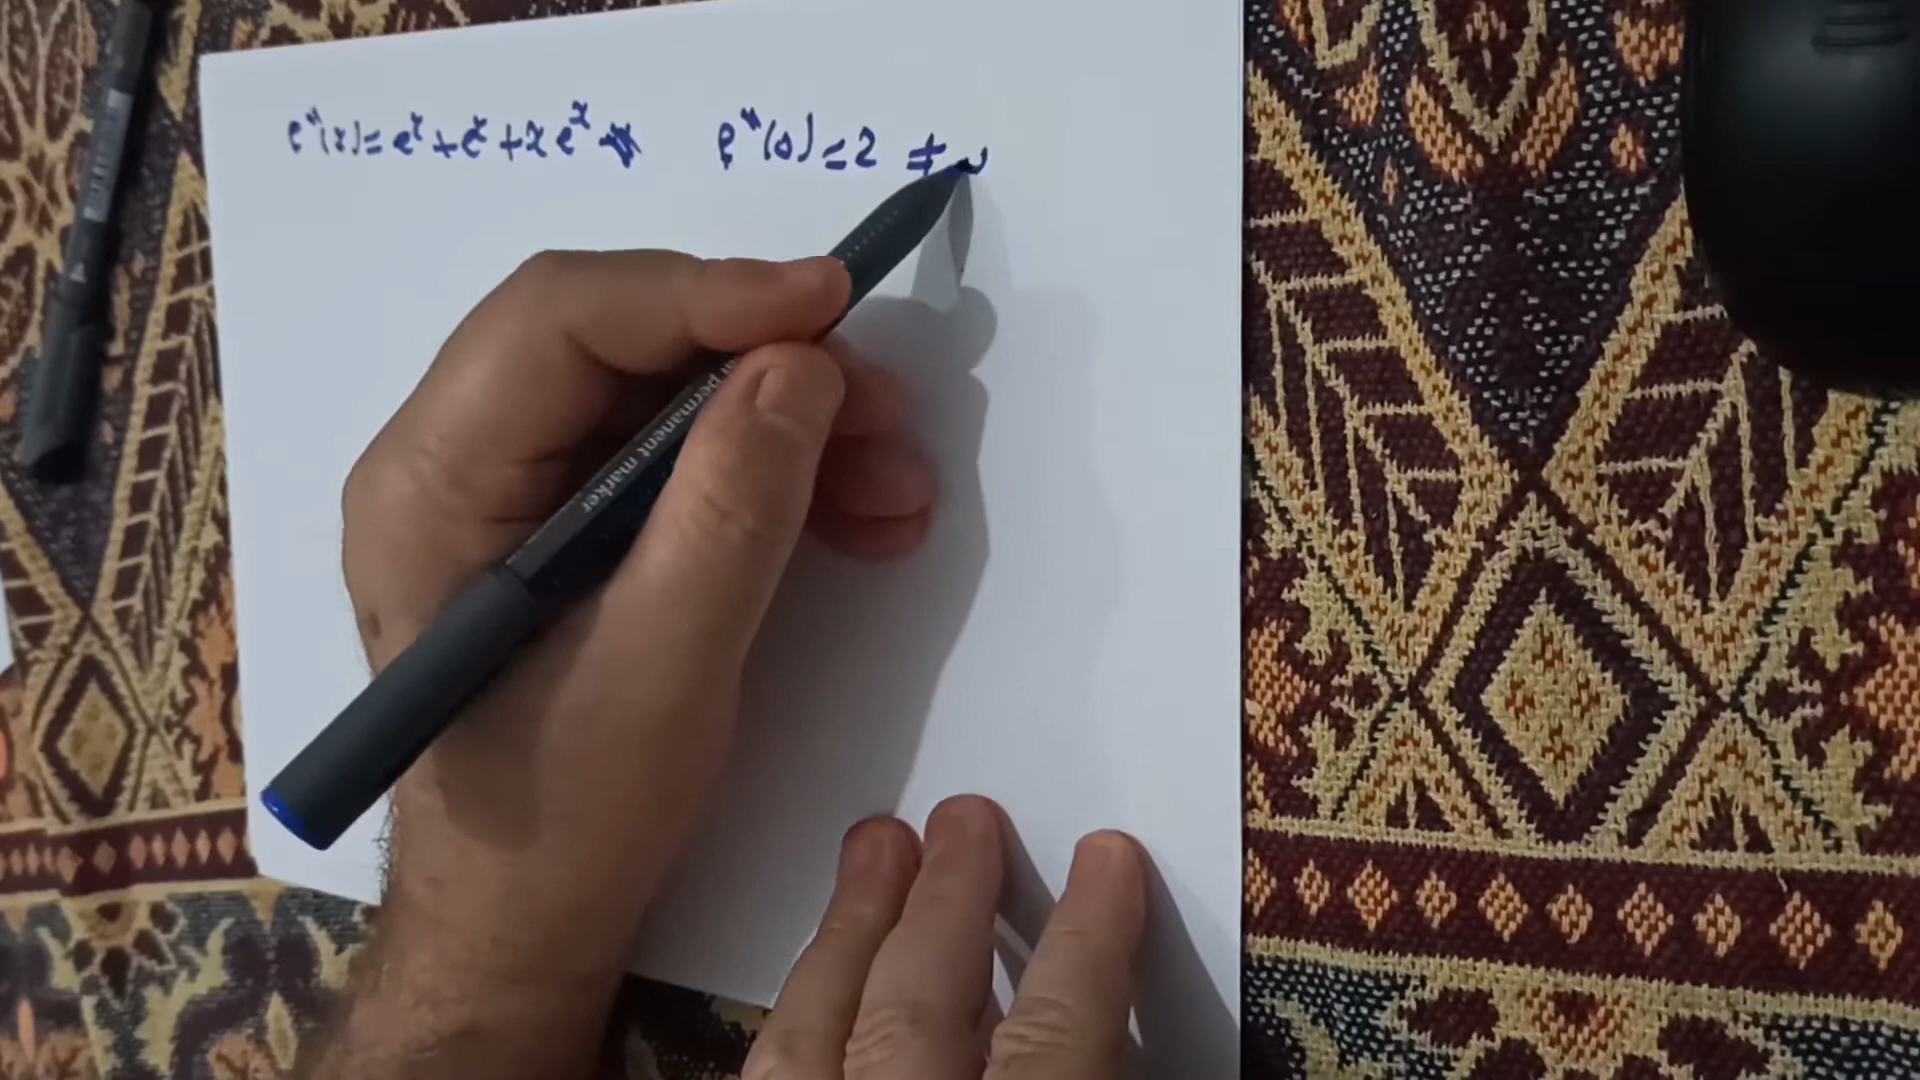 f''(x) = e^x + e^x + x e^x f''(0) = 2 ≠
permanent marker